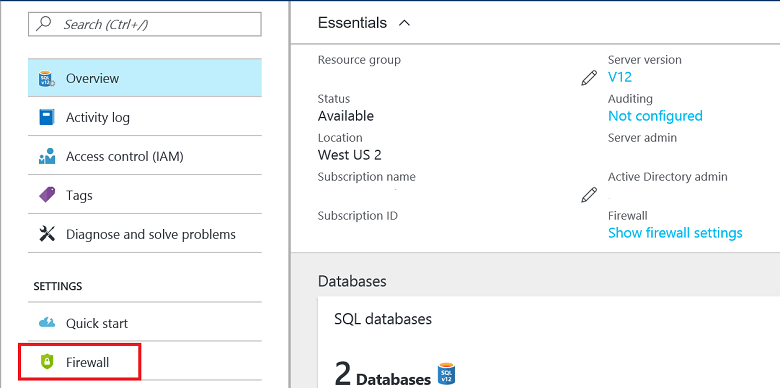 Search (Ctrl+/)
Overview
Activity log
Access control (IAM)
Tags
Diagnose and solve problems
SETTINGS
Quick start
Firewall
Essentials
Resource group
Status
Available
Location
West US 2
Subscription name
Subscription ID
Server version
V12
Auditing
Not configured
Server admin
Active Directory admin
Firewall
Show firewall settings
Databases
SQL databases
2 Databases